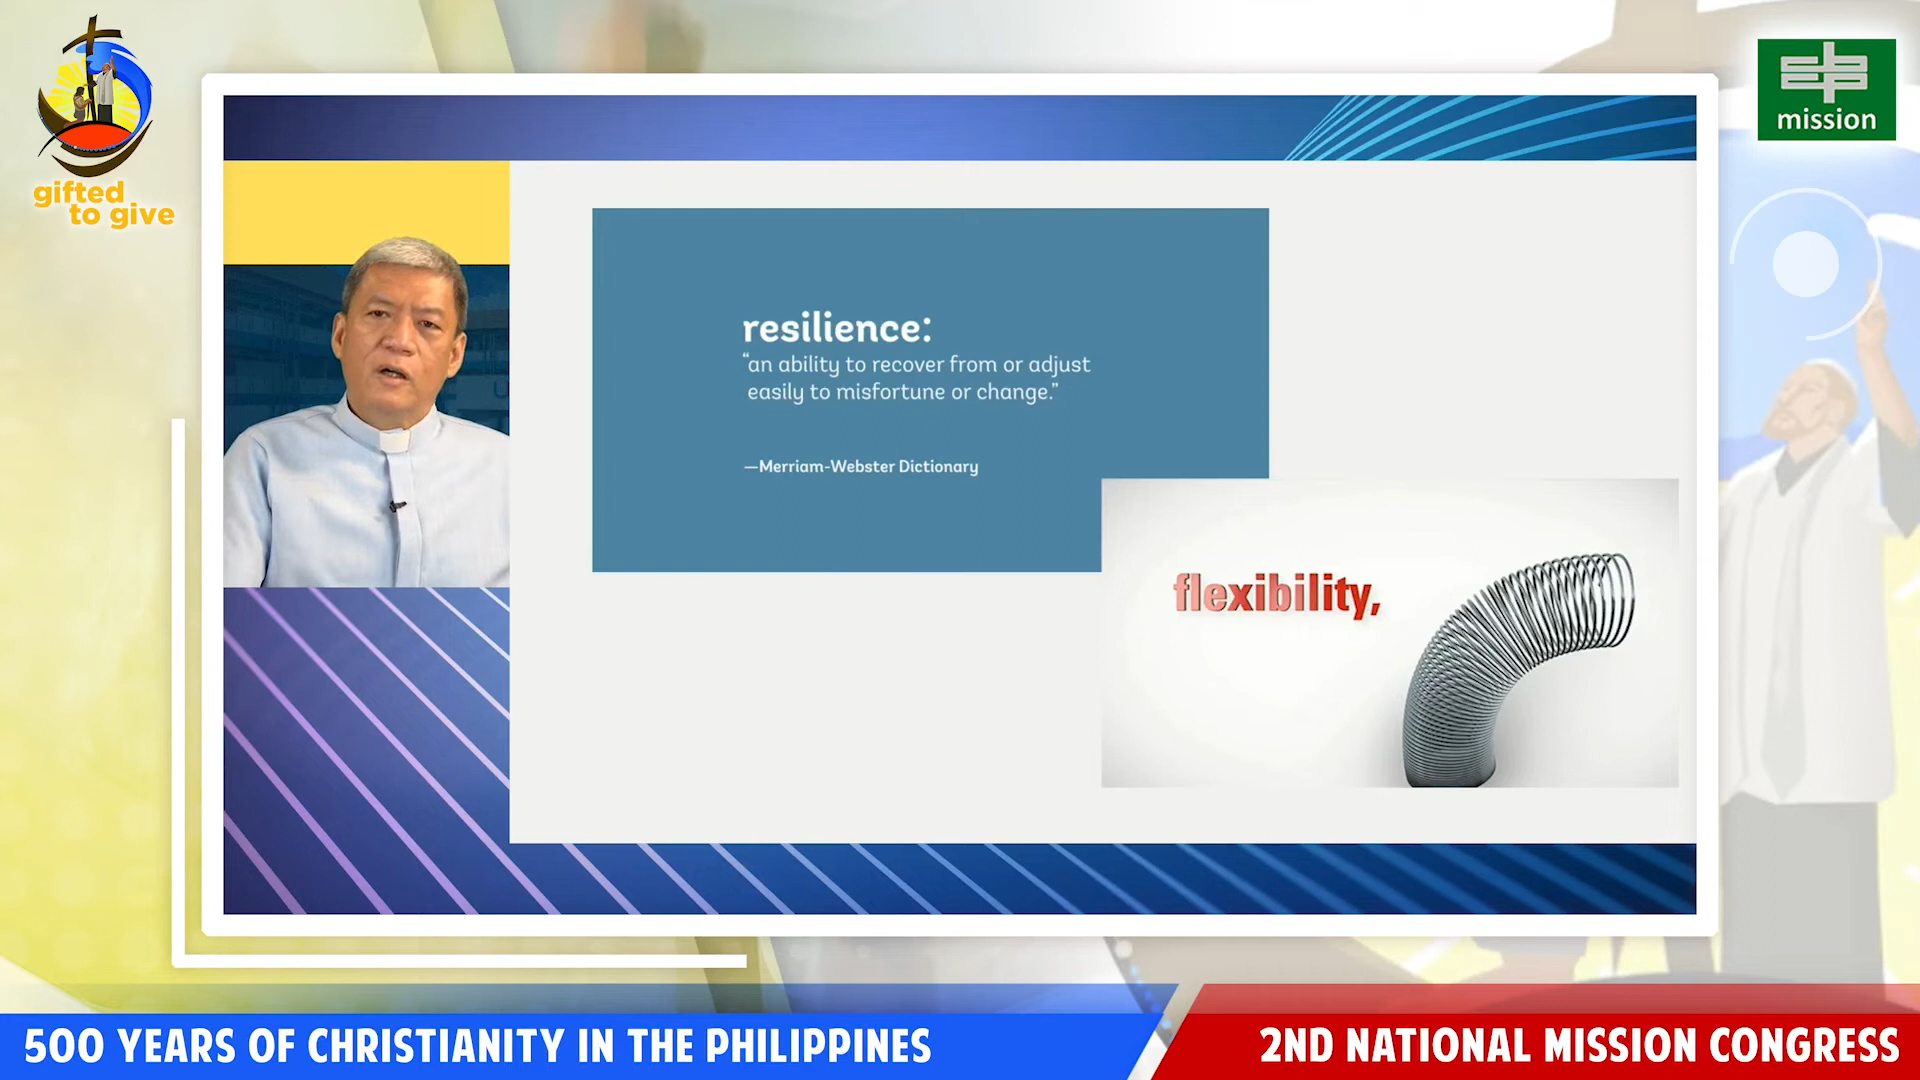 gifted
to give
mission
resilience:
“an ability to recover from or adjust
easily to misfortune or change.”
—Merriam-Webster Dictionary
flexibility,
500 YEARS OF CHRISTIANITY IN THE PHILIPPINES
2ND NATIONAL MISSION CONGRESS